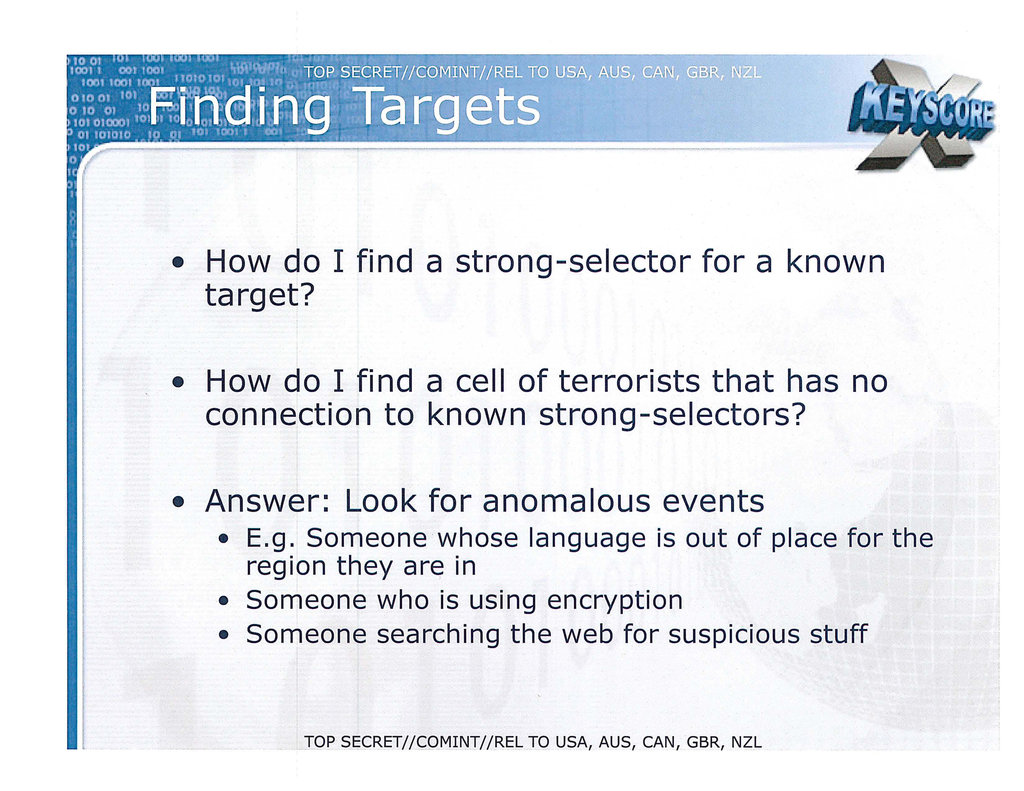 TOP SECRET//COMINT//REL TO USA, AUS, CAN, GBR, NZL
Finding Targets
X KEYSCORE
• How do I find a strong-selector for a known
target?
• How do I find a cell of terrorists that has no
connection to known strong-selectors?
• Answer: Look for anomalous events
• E.g. Someone whose language is out of place for the
region they are in
• Someone who is using encryption
• Someone searching the web for suspicious stuff
TOP SECRET//COMINT//REL TO USA, AUS, CAN, GBR, NZL